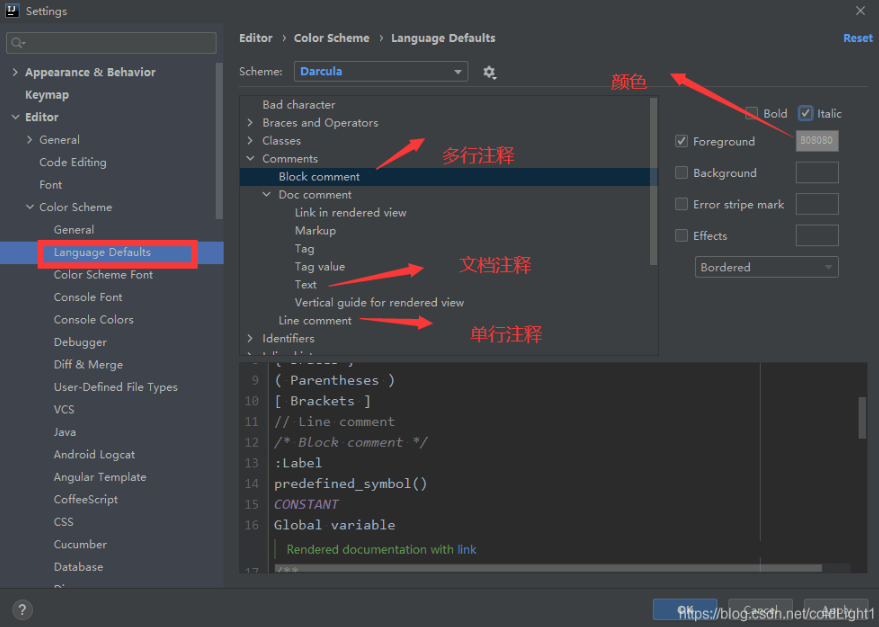 Settings
Appearance & Behavior
Keymap
Editor
General
Code Editing
Font
Color Scheme
General
Language Defaults
Color Scheme Font
Console Font
Console Colors
Debugger
Diff & Merge
User-Defined File Types
VCS
Java
Android Logcat
Angular Template
CoffeeScript
CSS
Cucumber
Database
Editor › Color Scheme › Language Defaults
Reset
Scheme: Darcula
Bad character
Braces and Operators
Classes
Comments
Block comment
多行注释
Doc comment
Link in rendered view
Markup
Tag
Tag value
文档注释
Text
Vertical guide for rendered view
Line comment
单行注释
Identifiers
颜色
Bold Italic
Foreground 808080
Background
Error stripe mark
Effects
Bordered
9 ( Parentheses )
10 [ Brackets ]
11 // Line comment
12 /* Block comment */
13 :Label
14 predefined_symbol()
15 CONSTANT
16 Global variable
Rendered documentation with link
17 /**
?
OK Cancel Apply
https://blog.csdn.net/coldLight1